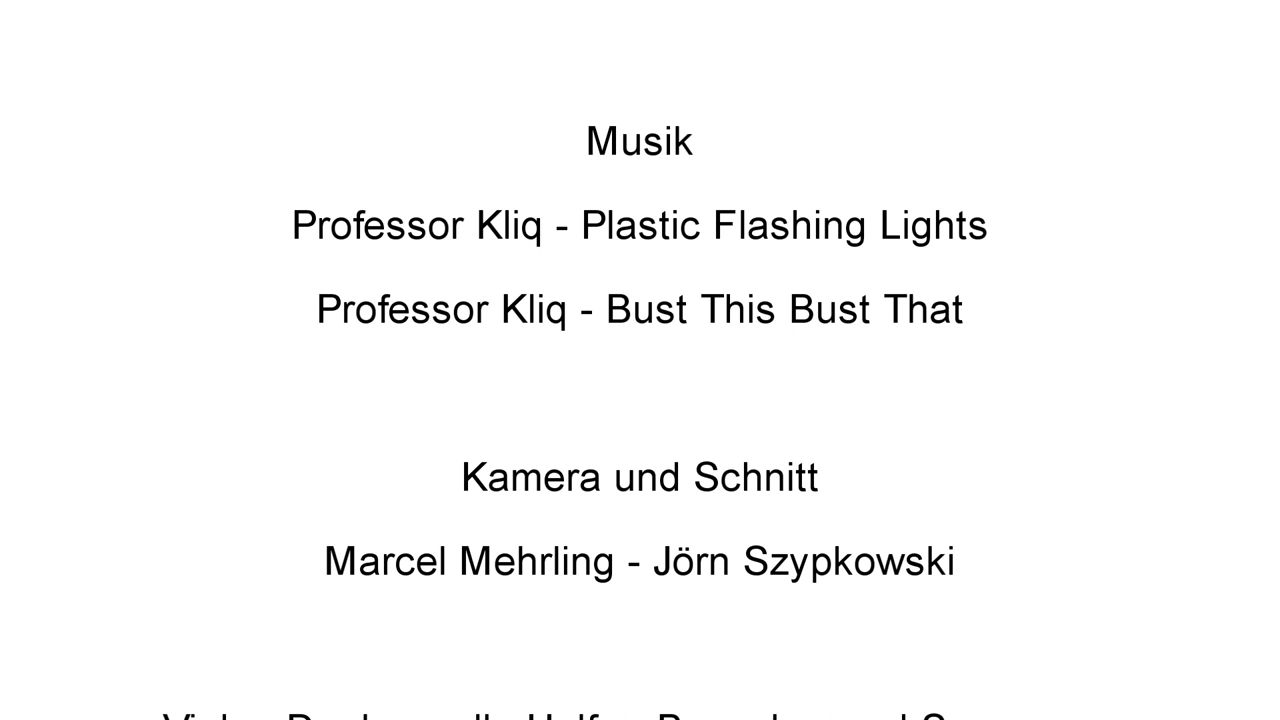 Musik
Professor Kliq - Plastic Flashing Lights
Professor Kliq - Bust This Bust That
Kamera und Schnitt
Marcel Mehrling - Jörn Szypkowski